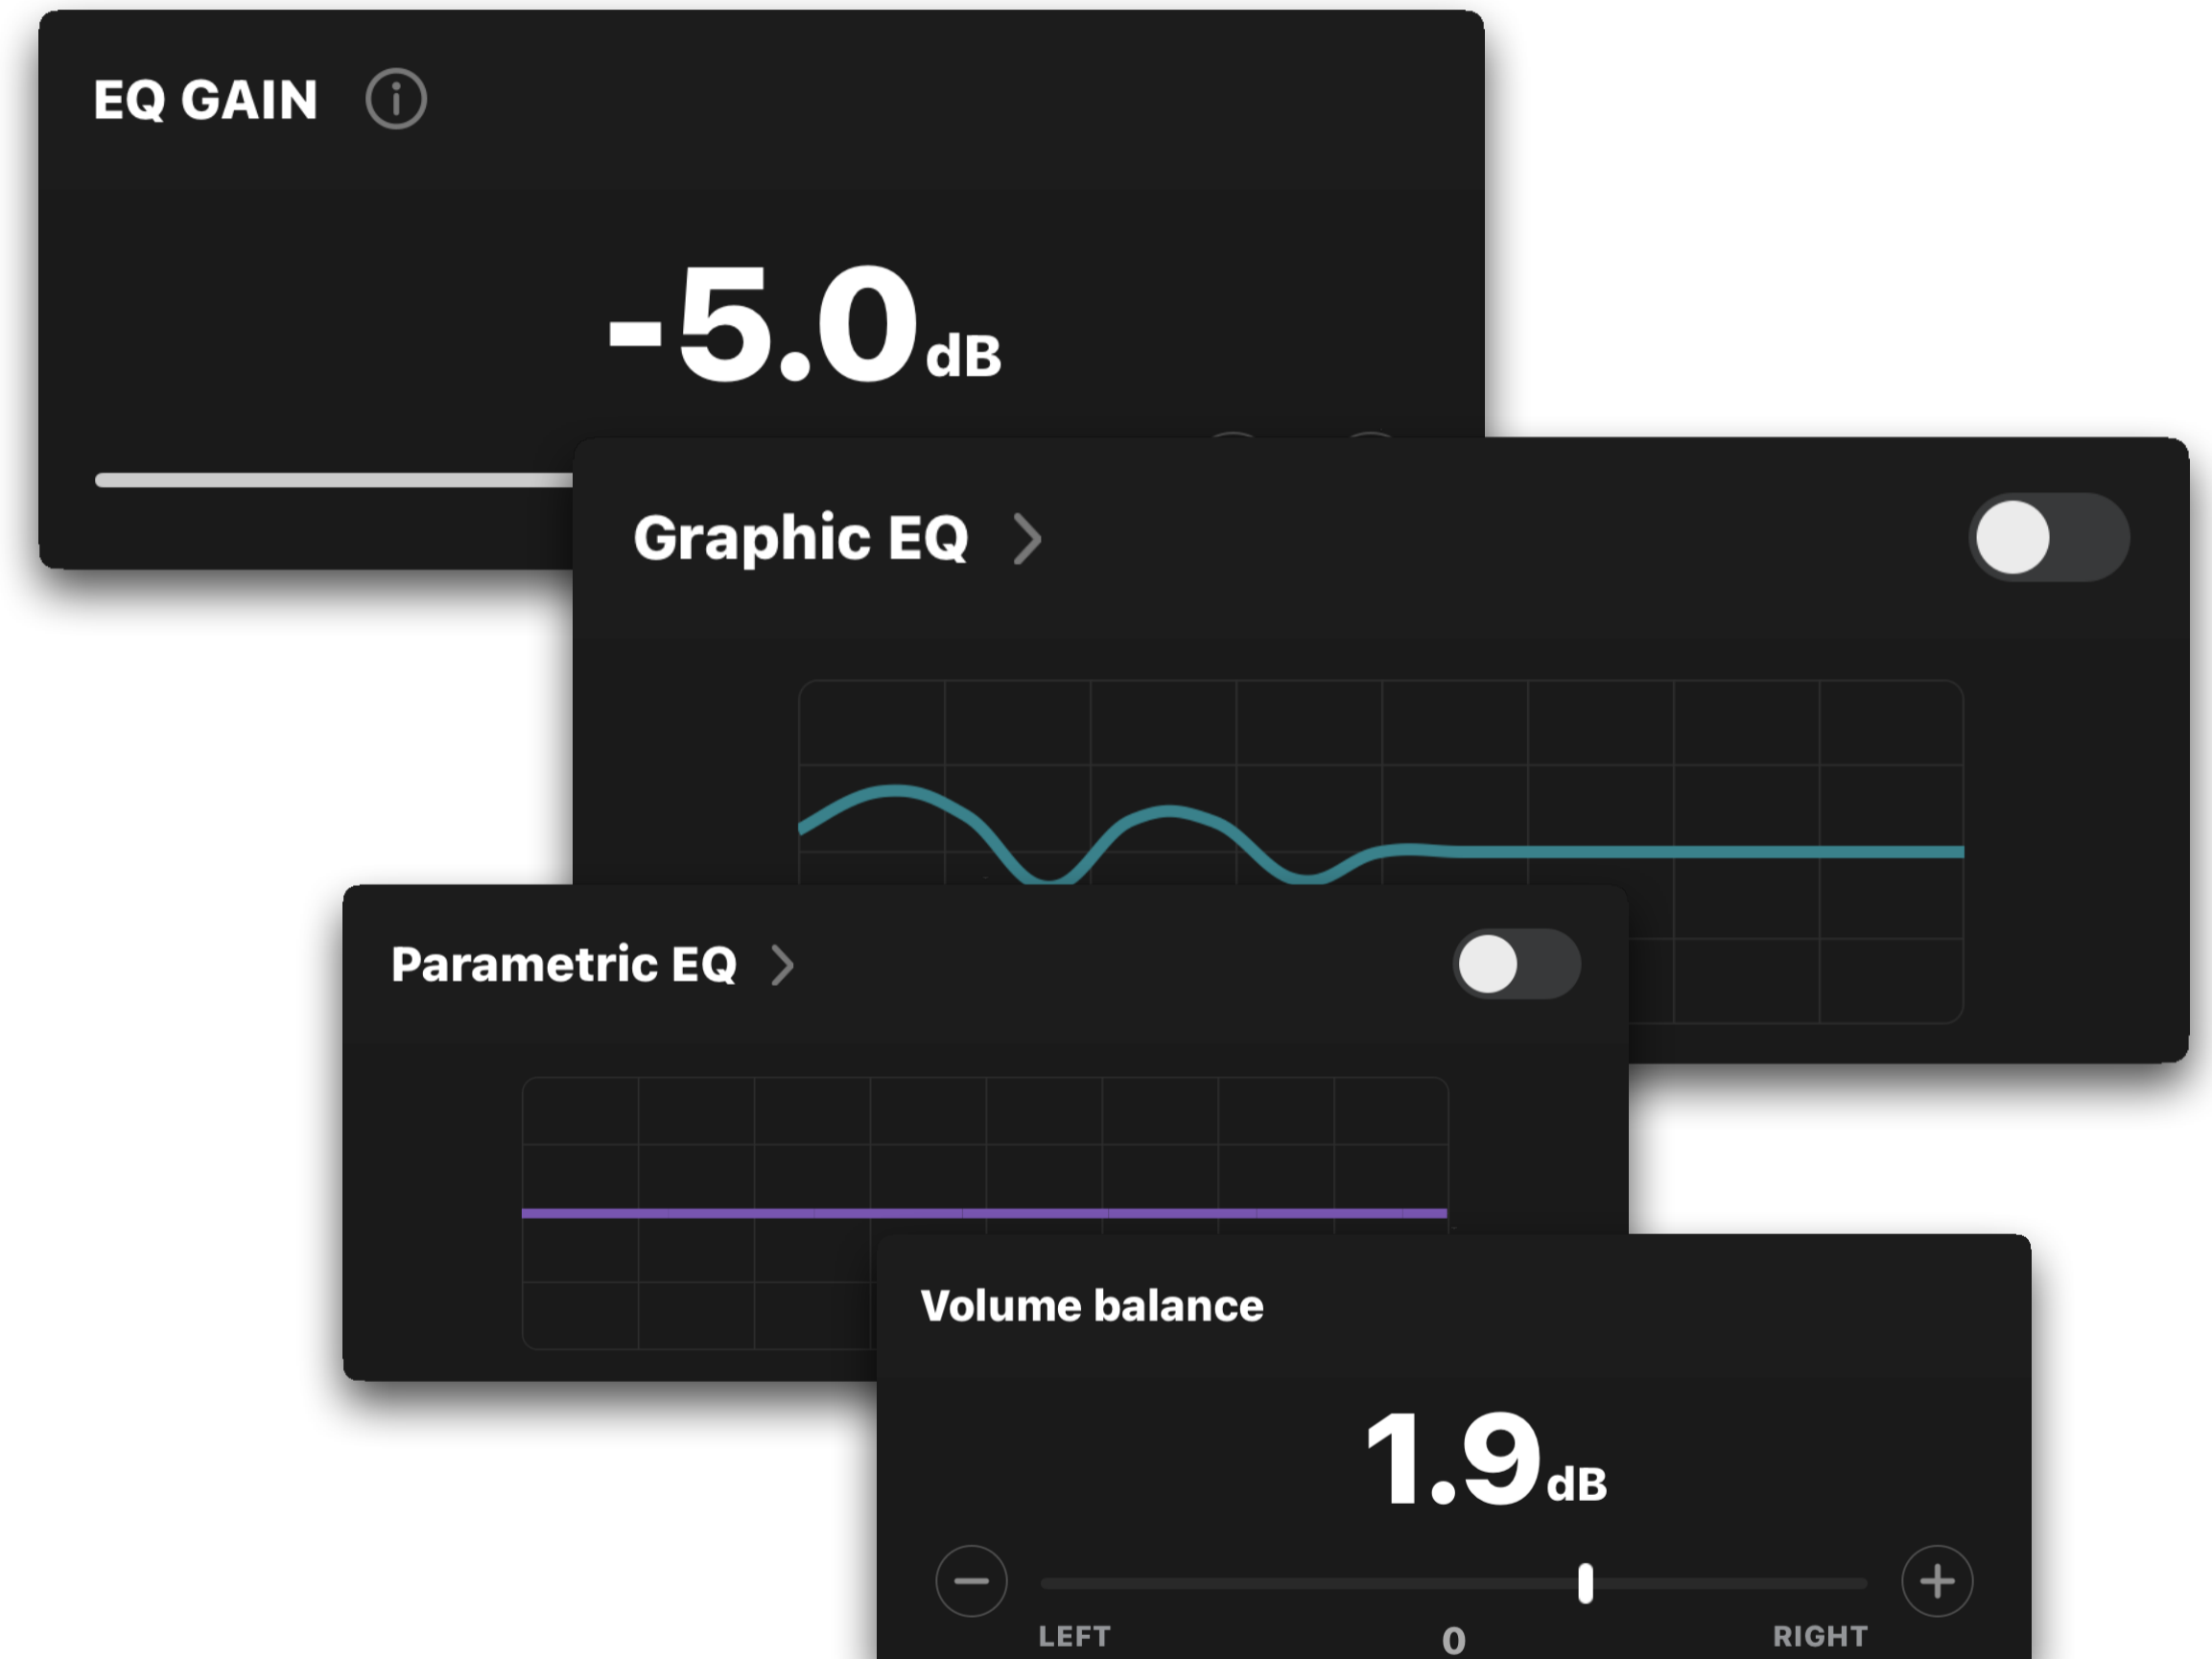 EQ GAIN
-5.0dB
Graphic EQ
Parametric EQ
Volume balance
1.9dB
LEFT 0 RIGHT